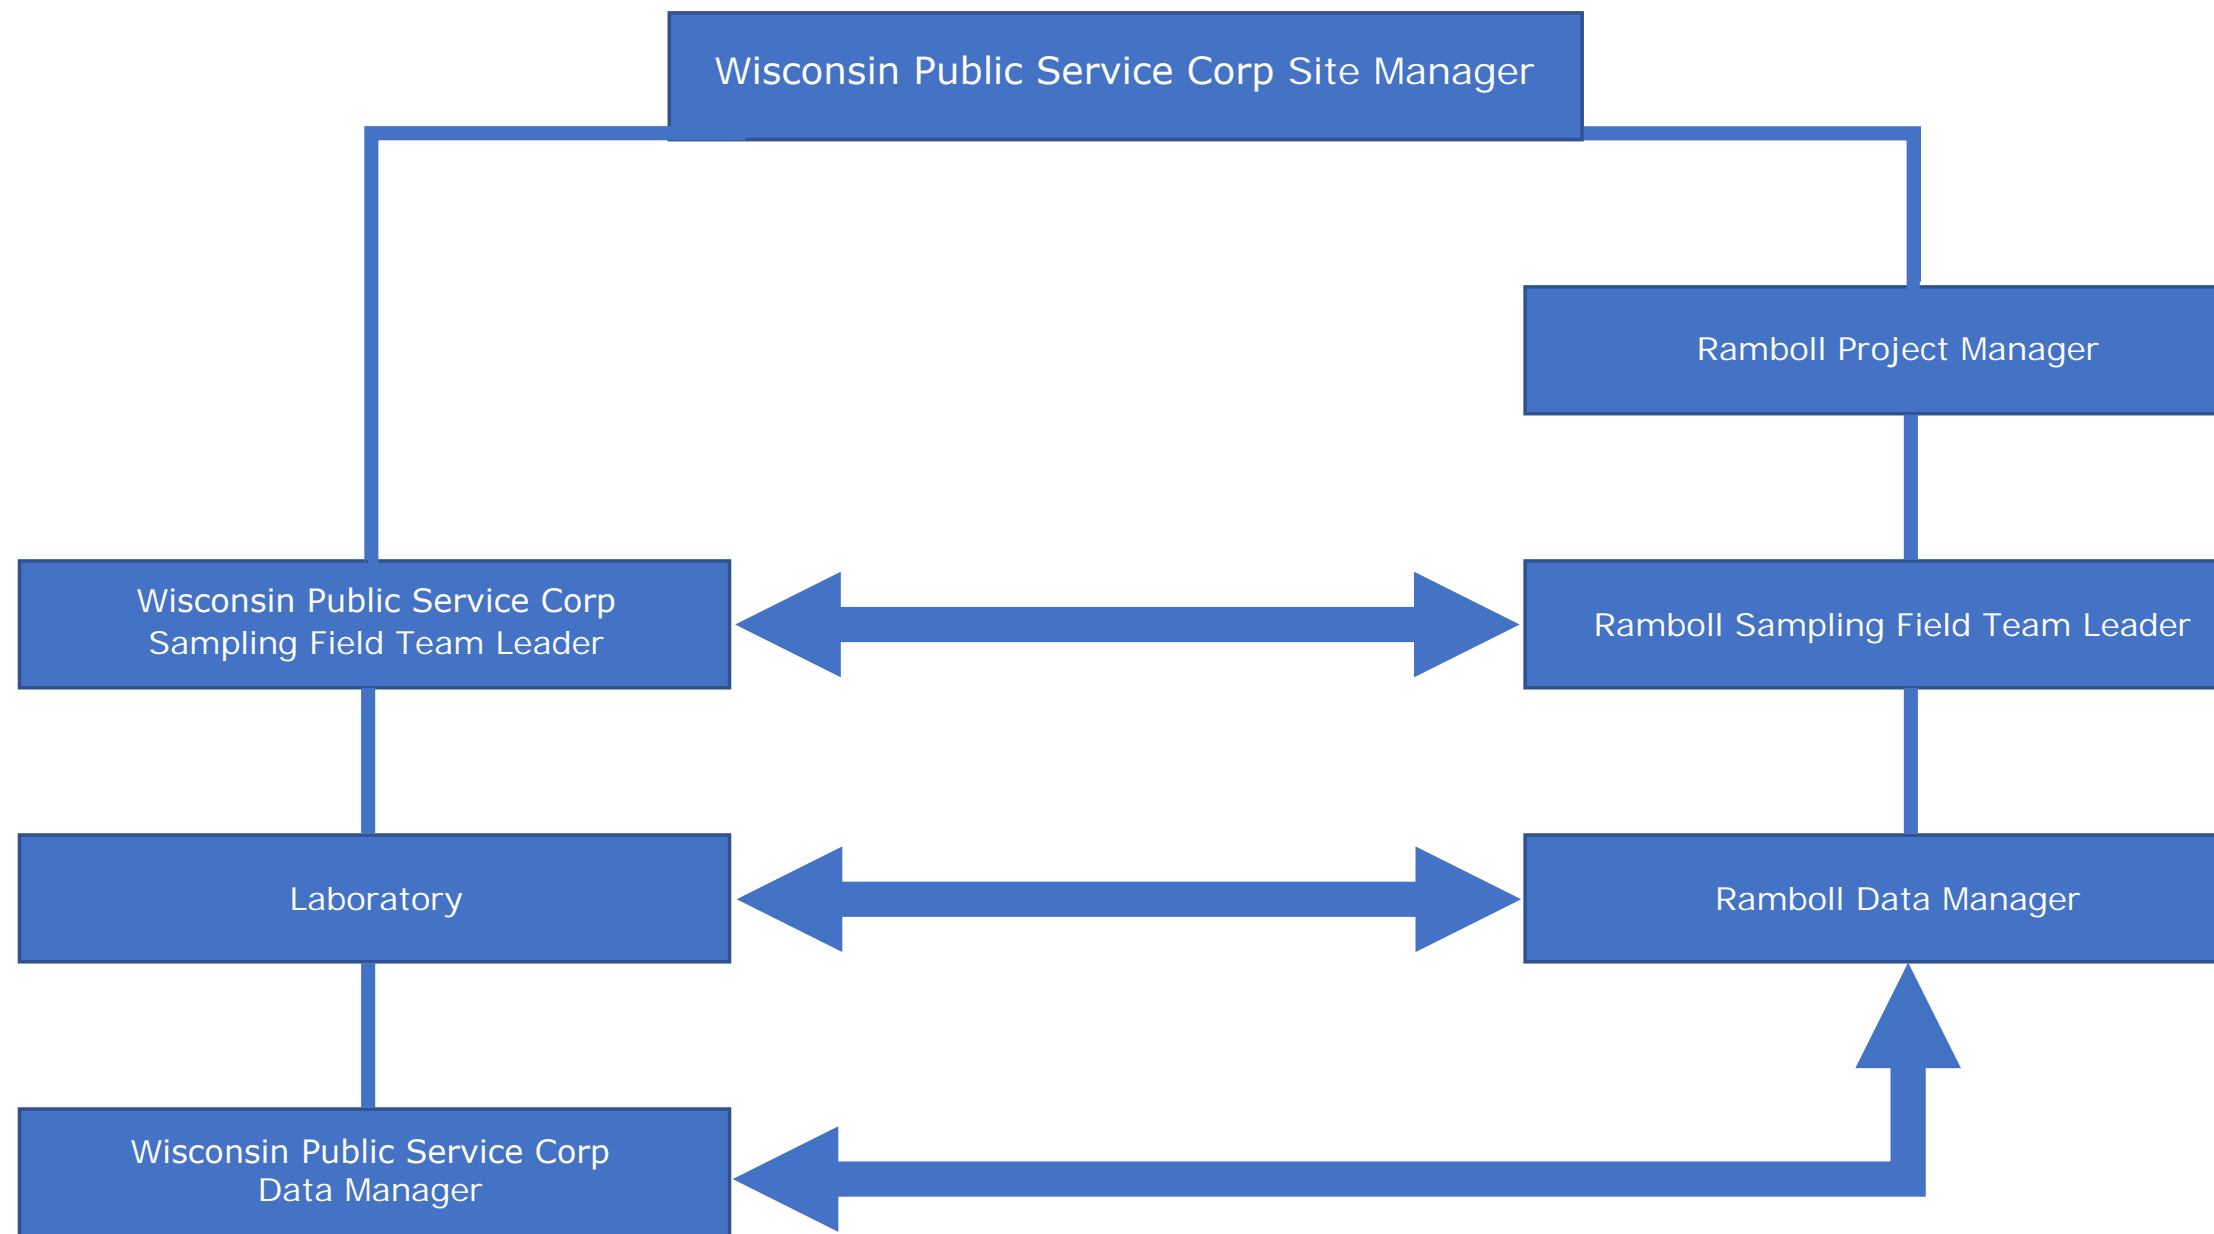 Wisconsin Public Service Corp Site Manager
Ramboll Project Manager
Wisconsin Public Service Corp
Sampling Field Team Leader
Ramboll Sampling Field Team Leader
Laboratory
Ramboll Data Manager
Wisconsin Public Service Corp
Data Manager